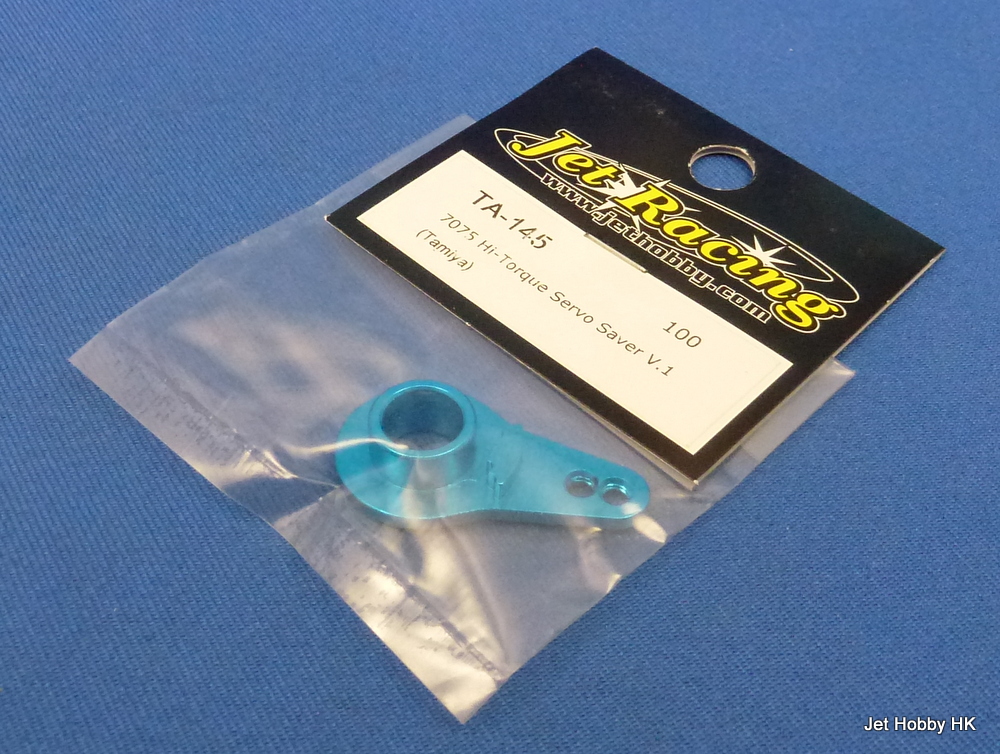 Jet Racing
www.jethobby.com
TA-145
100
7075 Hi-Torque Servo Saver V.1
(Tamiya)
Jet Hobby HK